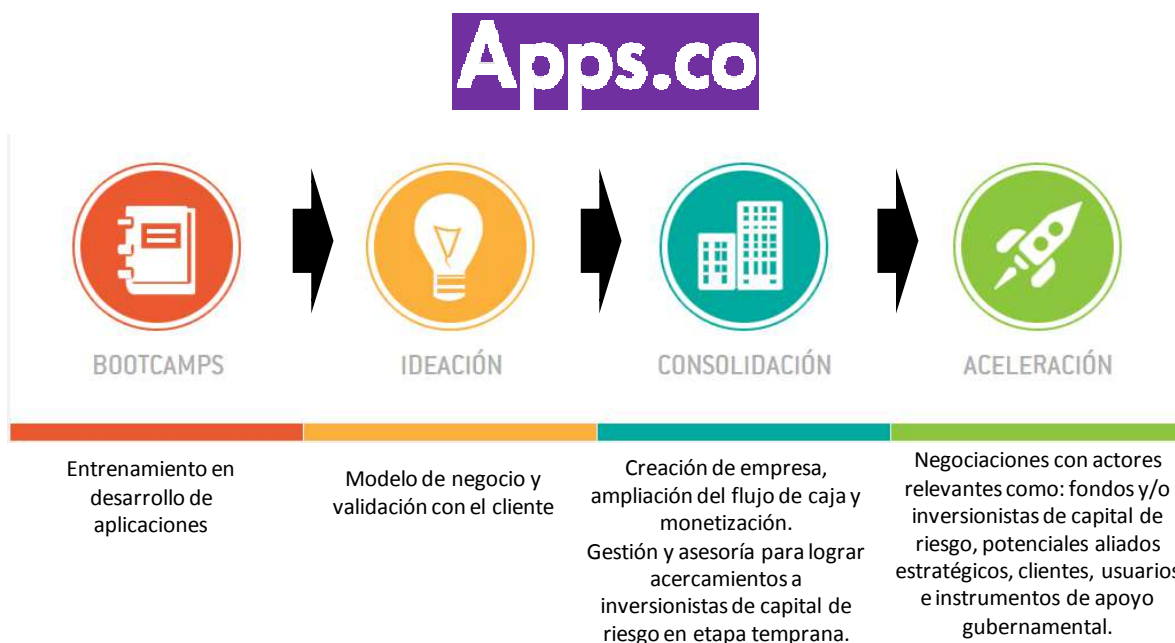 Apps.co
BOOTCAMPS
IDEACIÓN
CONSOLIDACIÓN
ACELERACIÓN
Entrenamiento en
desarrollo de
aplicaciones
Modelo de negocio y
validación con el cliente
Creación de empresa,
ampliación del flujo de caja y
monetización.
Gestión y asesoría para lograr
acercamientos a
inversionistas de capital de
riesgo en etapa temprana.
Negociaciones con actores
relevantes como: fondos y/o
inversionistas de capital de
riesgo, potenciales aliados
estratégicos, clientes, usuarios
e instrumentos de apoyo
gubernamental.